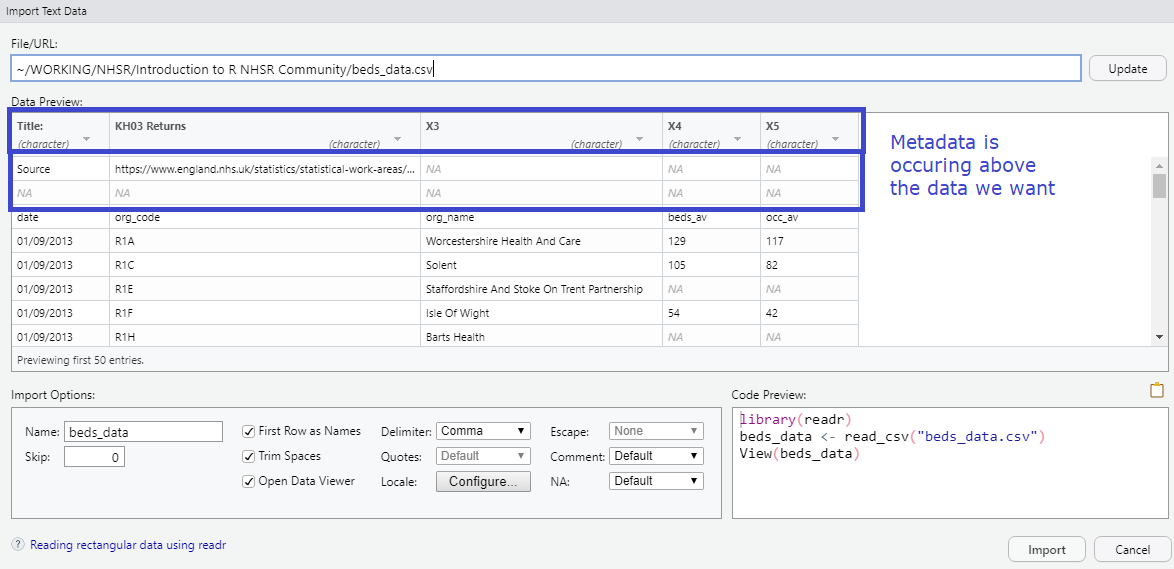 Import Text Data
File/URL:
~/WORKING/NHSR/Introduction to R NHSR Community/beds_data.csv
Update
Data Preview:
Title: KH03 Returns X3 X4 X5
(character) (character) (character) (character) (character)
Source https://www.england.nhs.uk/statistics/statistical-work-areas/... NA NA NA
NA NA NA NA NA
date org_code org_name beds_av occ_av
01/09/2013 R1A Worcestershire Health And Care 129 117
01/09/2013 R1C Solent 105 82
01/09/2013 R1E Staffordshire And Stoke On Trent Partnership NA NA
01/09/2013 R1F Isle Of Wight 54 42
01/09/2013 R1H Barts Health NA NA
Metadata is
occuring above
the data we want
Previewing first 50 entries.
Import Options:
Name: beds_data
Skip: 0
First Row as Names
Trim Spaces
Open Data Viewer
Delimiter: Comma
Quotes: Default
Locale: Configure...
Escape: None
Comment: Default
NA: Default
Code Preview:
library(readr)
beds_data <- read_csv("beds_data.csv")
View(beds_data)
? Reading rectangular data using readr
Import
Cancel